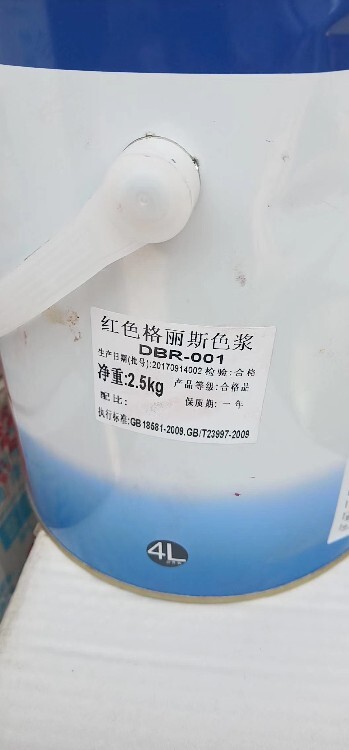 红色格丽斯色浆
DBR-001
生产日期(批号):20170914002 检验:合格
净重:2.5kg 产品等级:合格品
配比: 保质期:一年
执行标准:GB18581-2009.GB/T23997-2009
4L